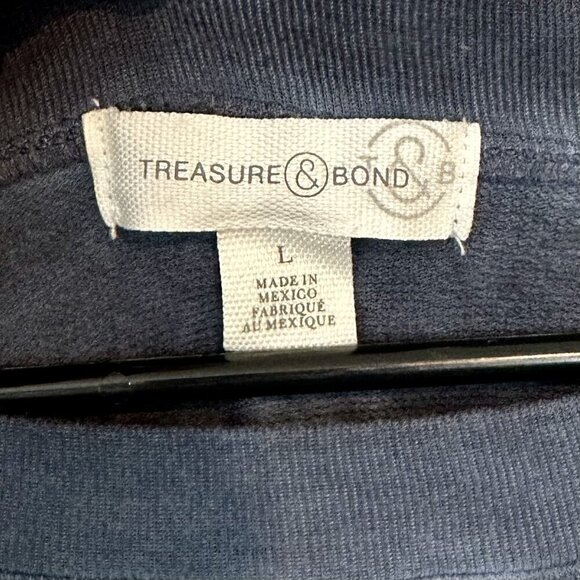 TREASURE & BOND
T & B
L
MADE IN
MEXICO
FABRIQUÉ
AU MEXIQUE